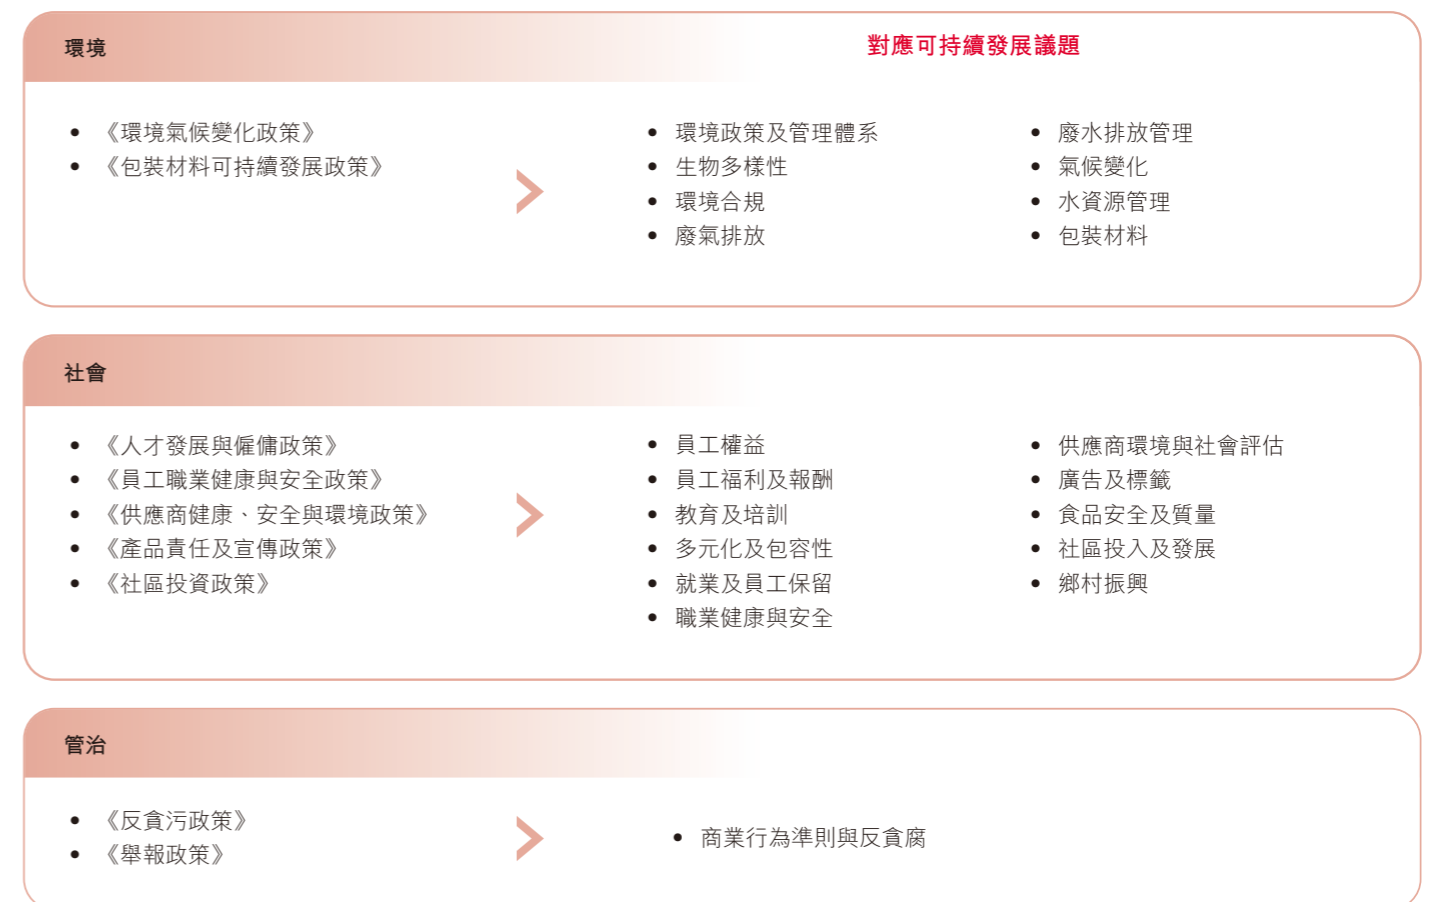 環境
對應可持續發展議題
• 《環境氣候變化政策》
• 《包裝材料可持續發展政策》
• 環境政策及管理體系
• 生物多樣性
• 環境合規
• 廢氣排放
• 廢水排放管理
• 氣候變化
• 水資源管理
• 包裝材料
社會
• 《人才發展與僱傭政策》
• 《員工職業健康與安全政策》
• 《供應商健康、安全與環境政策》
• 《產品責任及宣傳政策》
• 《社區投資政策》
• 員工權益
• 員工福利及報酬
• 教育及培訓
• 多元化及包容性
• 就業及員工保留
• 職業健康與安全
• 供應商環境與社會評估
• 廣告及標籤
• 食品安全及質量
• 社區投入及發展
• 鄉村振興
管治
• 《反貪污政策》
• 《舉報政策》
• 商業行為準則與反貪腐